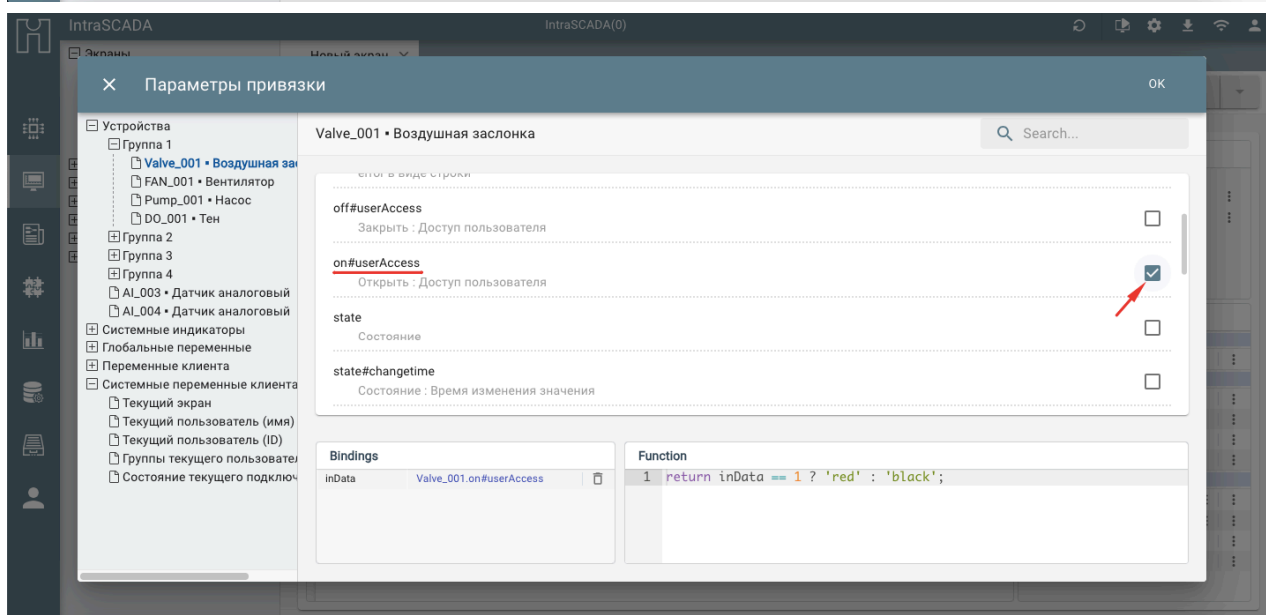 IntraSCADA
IntraSCADA(0)
Экраны
Новый экран
Параметры привязки
OK
Устройства
Группа 1
Valve_001 • Воздушная зас
FAN_001 • Вентилятор
Pump_001 • Насос
DO_001 • Тен
Группа 2
Группа 3
Группа 4
AI_003 • Датчик аналоговый
AI_004 • Датчик аналоговый
Системные индикаторы
Глобальные переменные
Переменные клиента
Системные переменные клиента
Текущий экран
Текущий пользователь (имя)
Текущий пользователь (ID)
Группы текущего пользовател
Состояние текущего подключ
Valve_001 • Воздушная заслонка
Search...
error в виде строки
off#userAccess
Закрыть : Доступ пользователя
on#userAccess
Открыть : Доступ пользователя
state
Состояние
state#changetime
Состояние : Время изменения значения
Bindings
inData Valve_001.on#userAccess
Function
1 return inData == 1 ? 'red' : 'black';